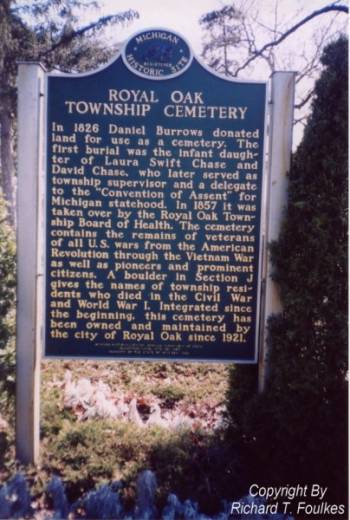 MICHIGAN
REGISTERED
HISTORIC SITE
ROYAL OAK
TOWNSHIP CEMETERY
In 1826 Daniel Burrows donated
land for use as a cemetery. The
first burial was the infant daugh-
ter of Laura Swift Chase and
David Chase, who later served as
township supervisor and a delegate
to the "Convention of Assent" for
Michigan statehood. In 1857 it was
taken over by the Royal Oak Town-
ship Board of Health. The cemetery
contains the remains of veterans
of all U.S. wars from the American
Revolution through the Vietnam War
as well as pioneers and prominent
citizens. A boulder in Section J
gives the names of township resi-
dents who died in the Civil War
and World War I. Integrated since
the beginning, this cemetery has
been owned and maintained by
the city of Royal Oak since 1921.
Copyright By
Richard T. Foulkes